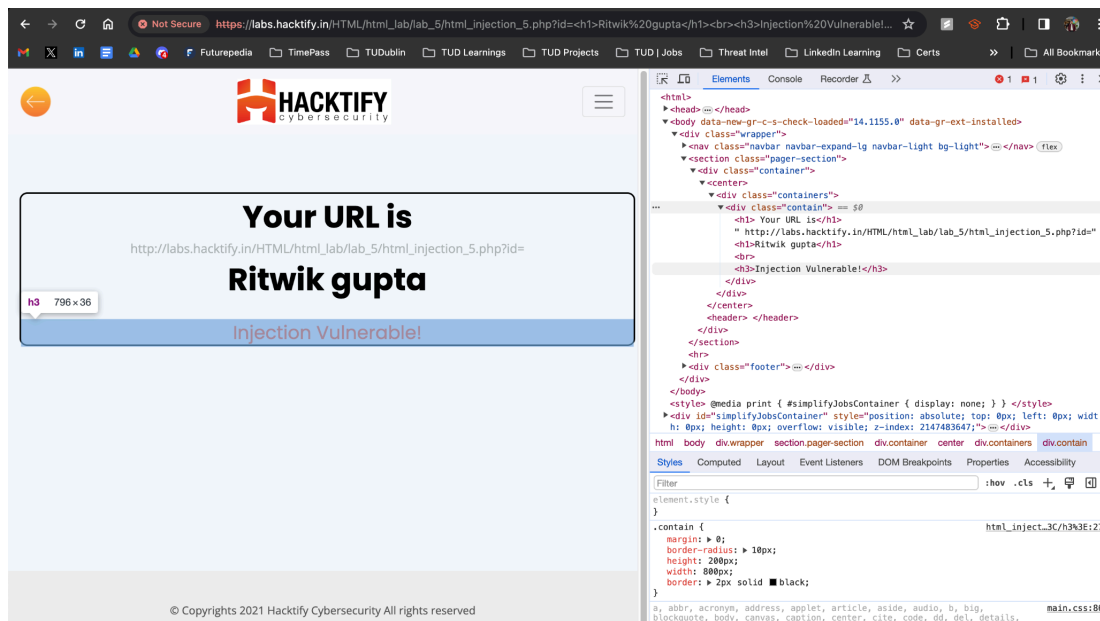 Not Secure https://labs.hacktify.in/HTML/html_lab/lab_5/html_injection_5.php?id=<h1>Ritwik%20gupta</h1><br><h3>Injection%20Vulnerable!...
Futurepedia TimePass TUDublin TUD Learnings TUD Projects TUD | Jobs Threat Intel LinkedIn Learning Certs » All Bookmark
HACKTIFY
cybersecurity
Your URL is
http://labs.hacktify.in/HTML/html_lab/lab_5/html_injection_5.php?id=
Ritwik gupta
h3 796 × 36
Injection Vulnerable!
© Copyrights 2021 Hacktify Cybersecurity All rights reserved
Elements Console Recorder >> 1 1
<html>
<head> … </head>
<body data-new-gr-c-s-check-loaded="14.1155.0" data-gr-ext-installed>
<div class="wrapper">
<nav class="navbar navbar-expand-lg navbar-light bg-light"> … </nav> flex
<section class="pager-section">
<div class="container">
<center>
<div class="containers">
… <div class="contain"> == $0
<h1> Your URL is</h1>
" http://labs.hacktify.in/HTML/html_lab/lab_5/html_injection_5.php?id="
<h1>Ritwik gupta</h1>
<br>
<h3>Injection Vulnerable!</h3>
</div>
</div>
</center>
<header> </header>
</div>
</section>
<hr>
<div class="footer"> … </div>
</div>
</body>
<style> @media print { #simplifyJobsContainer { display: none; } } </style>
<div id="simplifyJobsContainer" style="position: absolute; top: 0px; left: 0px; widt
h: 0px; height: 0px; overflow: visible; z-index: 2147483647;"> … </div>
html body div.wrapper section.pager-section div.container center div.containers div.contain
Styles Computed Layout Event Listeners DOM Breakpoints Properties Accessibility
Filter :hov .cls +
element.style {
}
.contain { html_inject…3C/h3%3E:2
margin: 0;
border-radius: 10px;
height: 200px;
width: 800px;
border: 2px solid black;
}
a, abbr, acronym, address, applet, article, aside, audio, b, big, main.css:8
blockquote, body, canvas, caption, center, cite, code, dd, del, details,